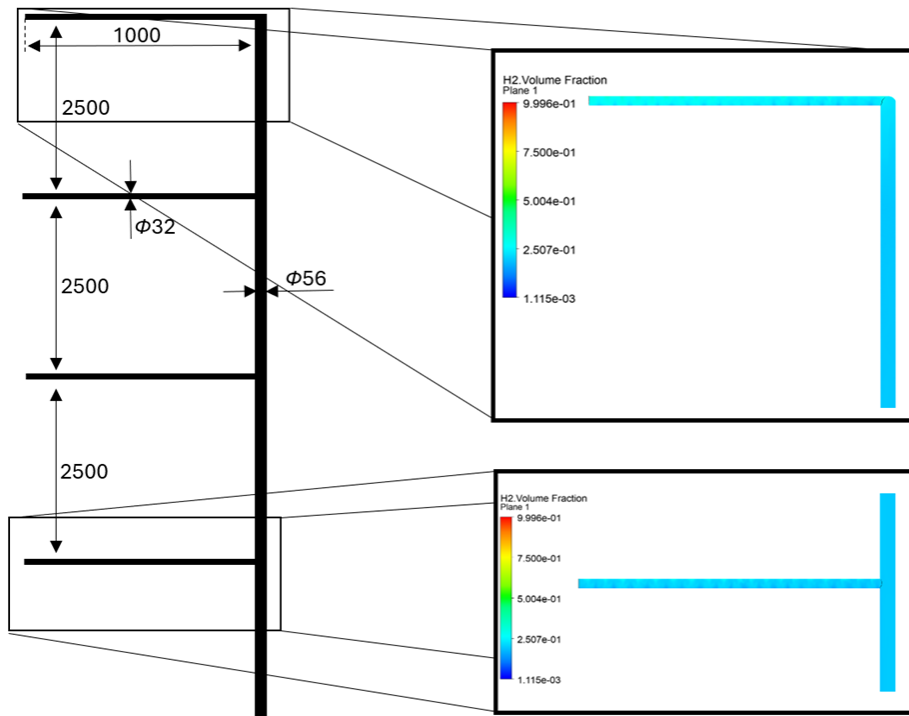 1000
2500
Φ32
2500
Φ56
2500
H2.Volume Fraction
Plane 1
9.996e-01
7.500e-01
5.004e-01
2.507e-01
1.115e-03
H2.Volume Fraction
Plane 1
9.996e-01
7.500e-01
5.004e-01
2.507e-01
1.115e-03